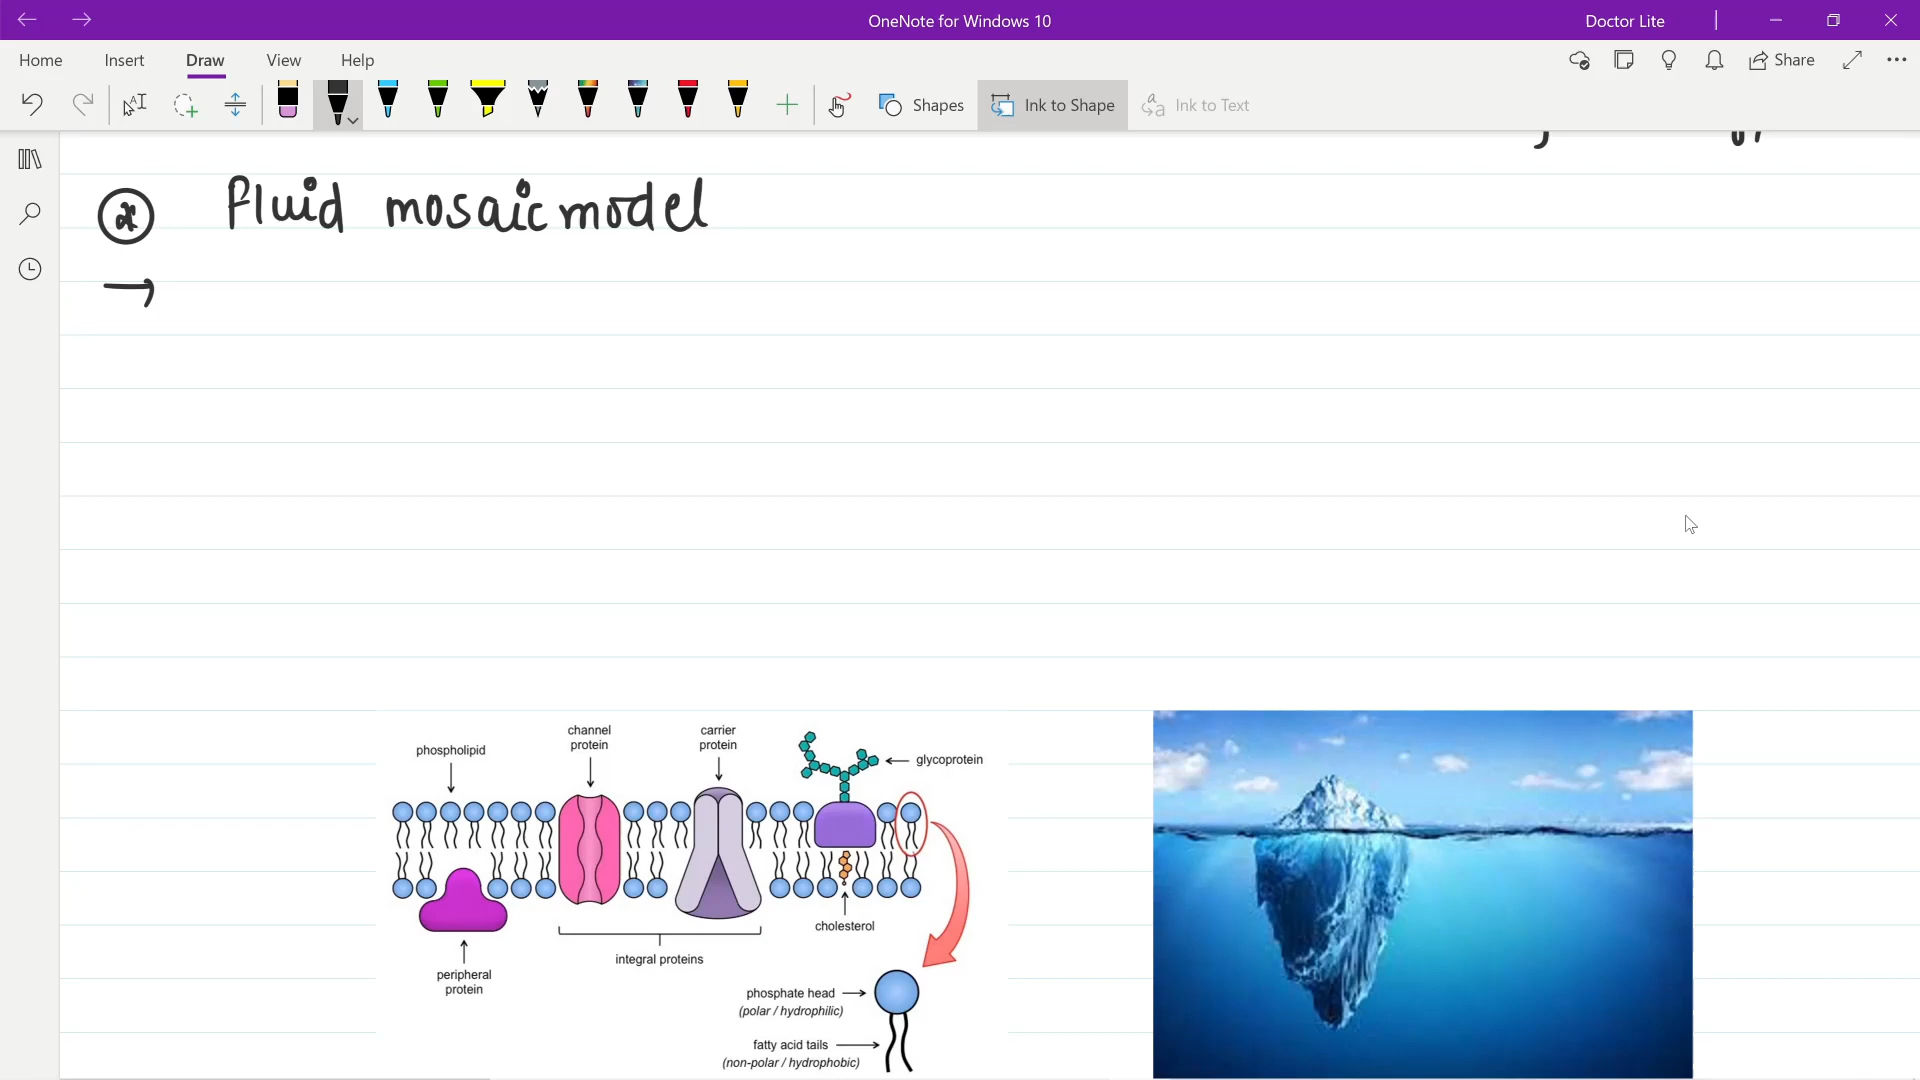 OneNote for Windows 10
Doctor Lite
Home Insert Draw View Help
Share
Shapes
Ink to Shape
Ink to Text
Fluid mosaic model
→
phospholipid
channel
protein
carrier
protein
glycoprotein
cholesterol
integral proteins
peripheral
protein
phosphate head
(polar / hydrophilic)
fatty acid tails
(non-polar / hydrophobic)